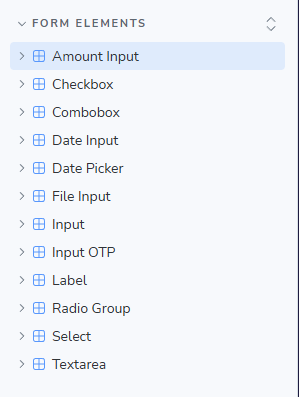 FORM ELEMENTS
Amount Input
Checkbox
Combobox
Date Input
Date Picker
File Input
Input
Input OTP
Label
Radio Group
Select
Textarea